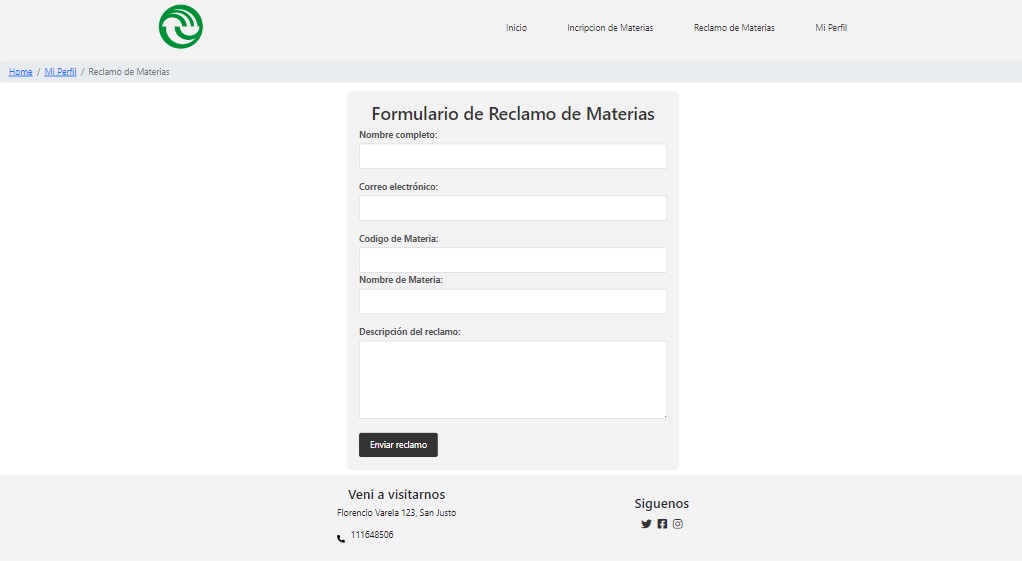 Inicio Incripcion de Materias Reclamo de Materias Mi Perfil
Home / Mi Perfil / Reclamo de Materias
Formulario de Reclamo de Materias
Nombre completo:
Correo electrónico:
Codigo de Materia:
Nombre de Materia:
Descripción del reclamo:
Enviar reclamo
Veni a visitarnos
Florencio Varela 123, San Justo
111648506
Siguenos